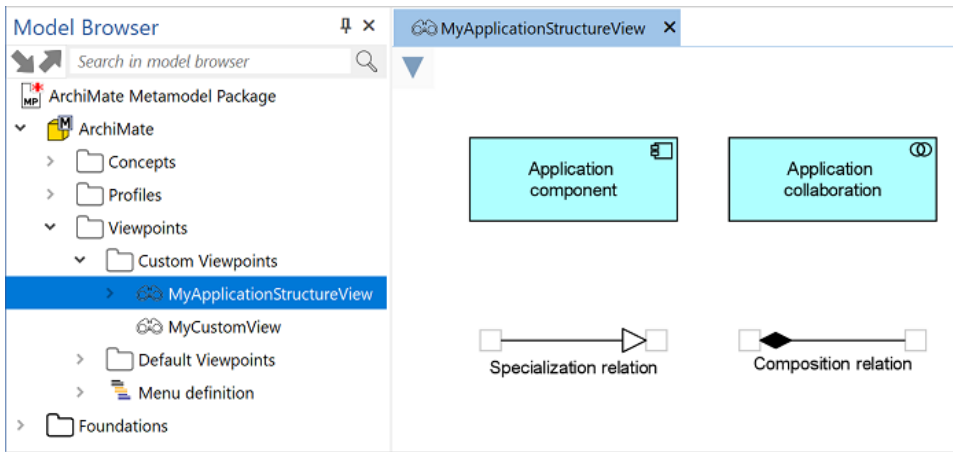 Model Browser
Search in model browser
MP
ArchiMate Metamodel Package
M
ArchiMate
Concepts
Profiles
Viewpoints
Custom Viewpoints
MyApplicationStructureView
MyCustomView
Default Viewpoints
Menu definition
Foundations
MyApplicationStructureView
Application
component
Application
collaboration
Specialization relation
Composition relation